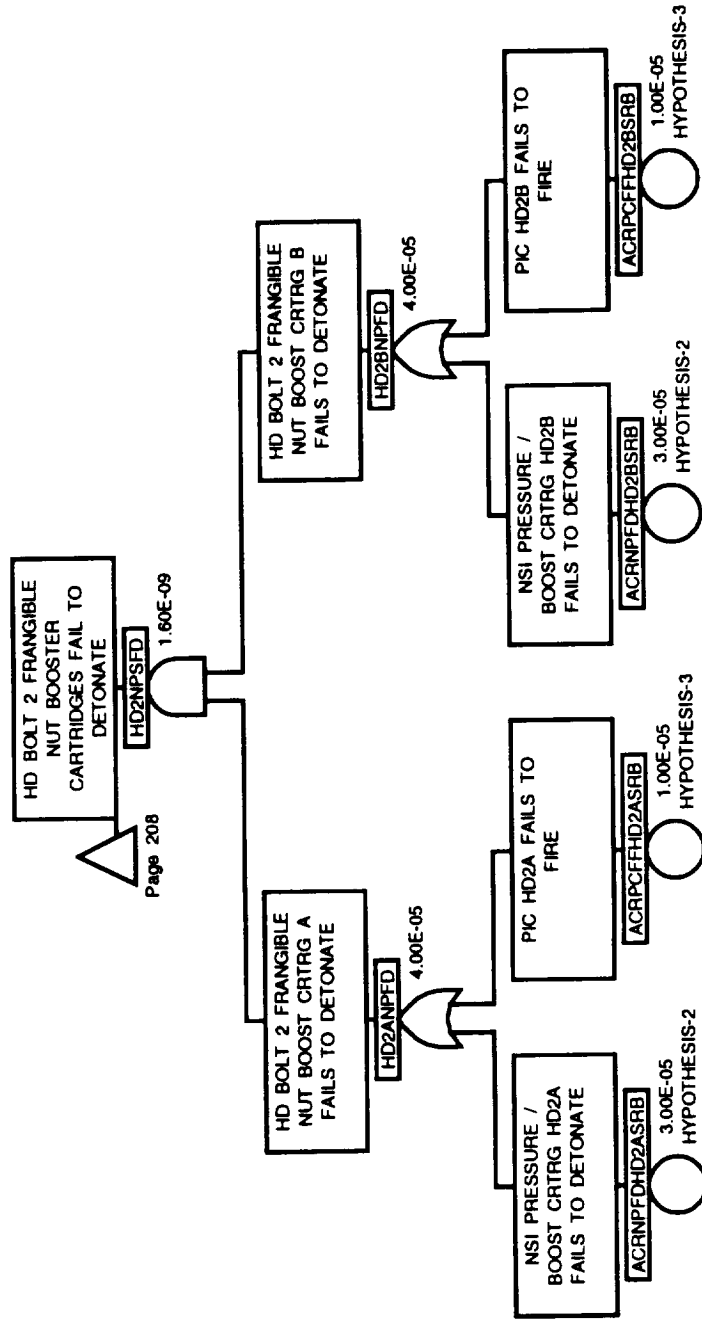 HD BOLT 2 FRANGIBLE
NUT BOOSTER
CARTRIDGES FAIL TO
DETONATE
HD2NPSFD
1.60E-09
Page 208
HD BOLT 2 FRANGIBLE
NUT BOOST CRTRG A
FAILS TO DETONATE
HD2ANPFD
4.00E-05
HD BOLT 2 FRANGIBLE
NUT BOOST CRTRG B
FAILS TO DETONATE
HD2BNPFD
4.00E-05
NSI PRESSURE /
BOOST CRTRG HD2A
FAILS TO DETONATE
ACRNPFDHD2ASRB
3.00E-05
HYPOTHESIS-2
PIC HD2A FAILS TO
FIRE
ACRPCFFHD2ASRB
1.00E-05
HYPOTHESIS-3
NSI PRESSURE /
BOOST CRTRG HD2B
FAILS TO DETONATE
ACRNPFDHD2BSRB
3.00E-05
HYPOTHESIS-2
PIC HD2B FAILS TO
FIRE
ACRPCFFHD2BSRB
1.00E-05
HYPOTHESIS-3